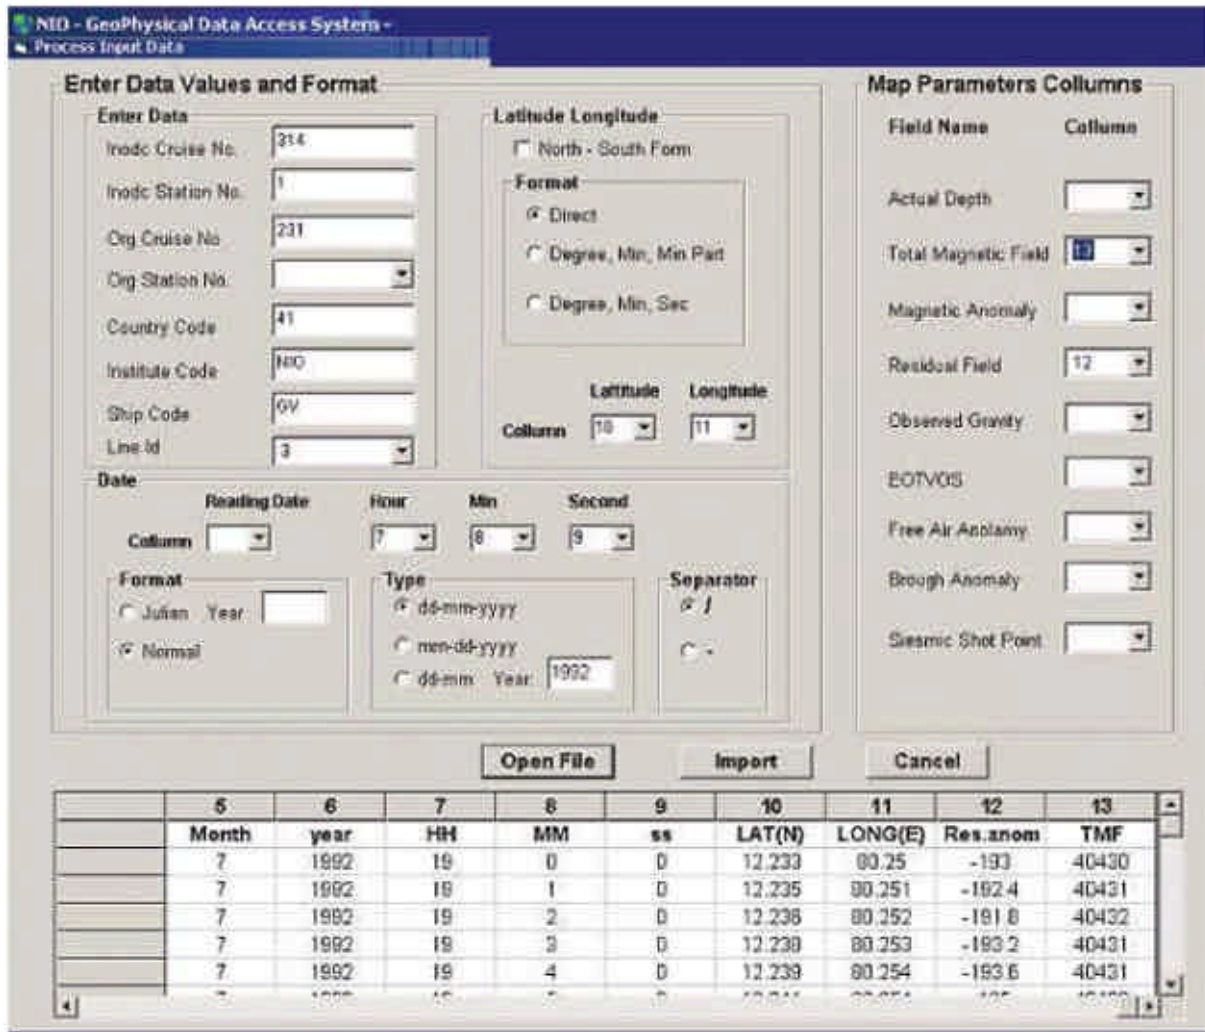 NIO - GeoPhysical Data Access System -
Process Input Data
Enter Data Values and Format
Enter Data
Inodc Cruise No. 314
Inodc Station No. 1
Org Cruise No 231
Org Station No.
Country Code 41
Institute Code NIO
Ship Code GV
Line Id 3
Latitude Longitude
North - South Form
Format
Direct
Degree, Min, Min Part
Degree, Min, Sec
Lattitude Longitude
Collumn 10 11
Date
Reading Date Hour Min Second
Collumn 7 8 9
Format
Julian Year
Normal
Type
dd-mm-yyyy
mm-dd-yyyy
dd-mm Year: 1992
Separator
/
-
Map Parameters Collumns
Field Name Collumn
Actual Depth
Total Magnetic Field 13
Magnetic Anomaly
Residual Field 12
Observed Gravity
EOTVOS
Free Air Anolamy
Brough Anomaly
Siesmic Shot Point
Open File Import Cancel
5 6 7 8 9 10 11 12 13
Month year HH MM ss LAT(N) LONG(E) Res.anom TMF
7 1992 19 0 0 12.233 80.25 -193 40430
7 1992 19 1 0 12.235 80.251 -192.4 40431
7 1992 19 2 0 12.236 80.252 -191.8 40432
7 1992 19 3 0 12.238 80.253 -193.2 40431
7 1992 19 4 0 12.239 80.254 -193.6 40431